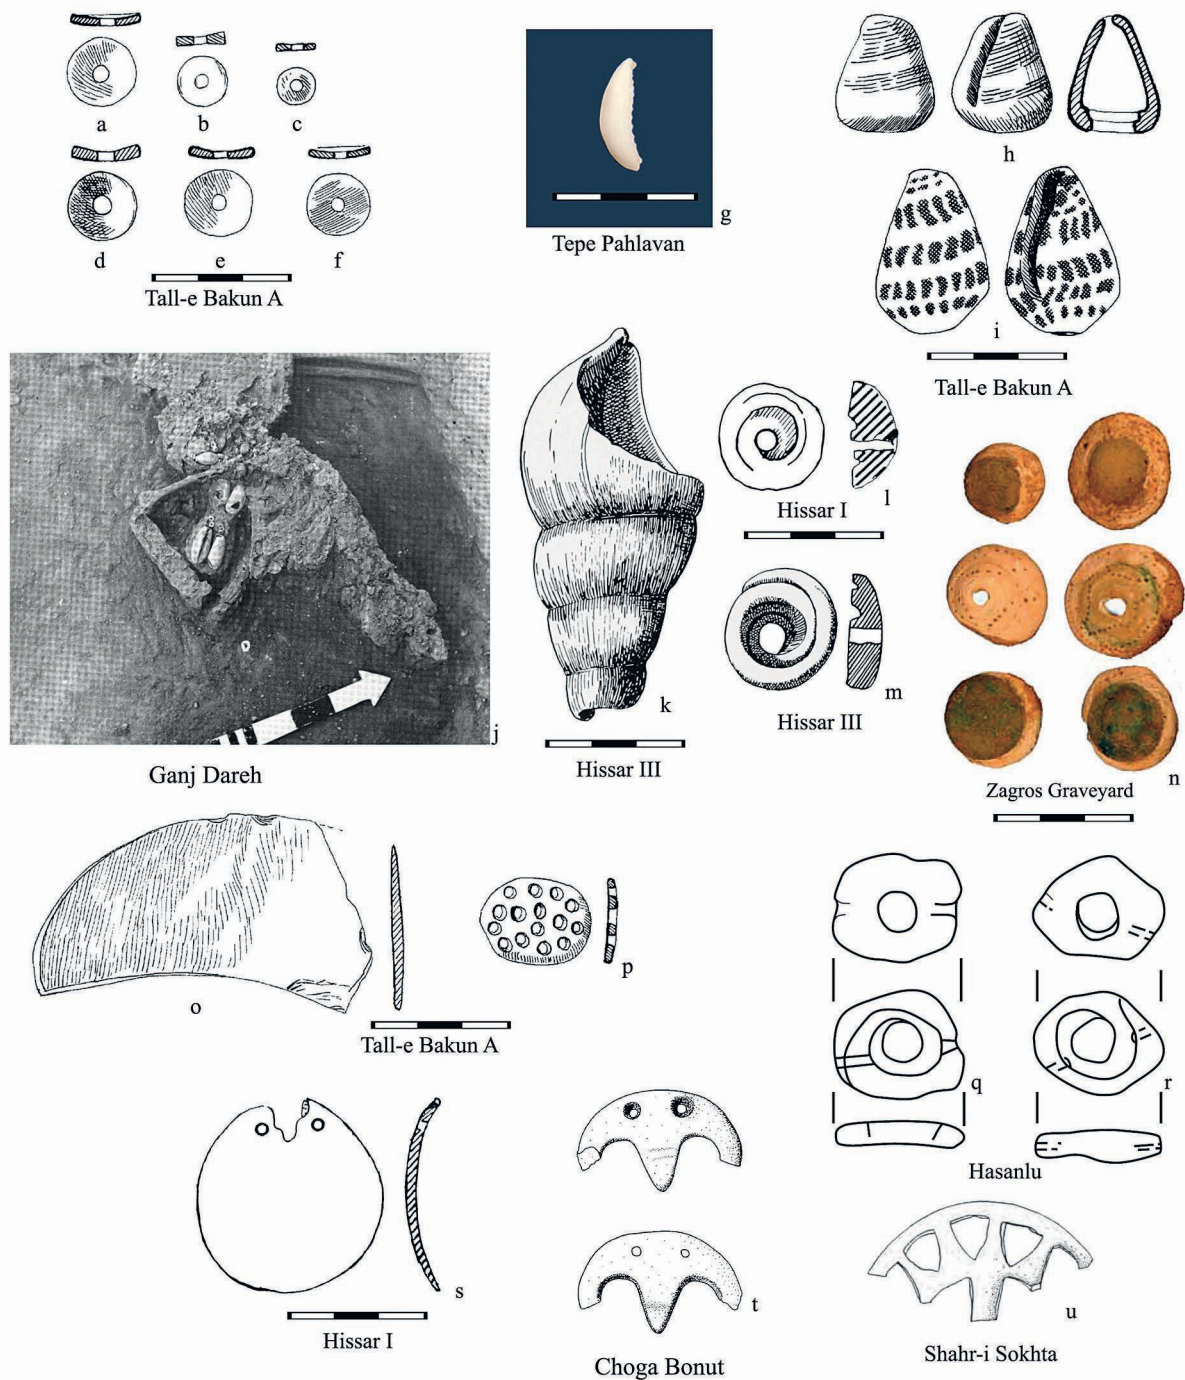 a b c
d e f
Tall-e Bakun A
g
Tepe Pahlavan
h
i
Tall-e Bakun A
j
Ganj Dareh
k
Hissar III
l
Hissar I
m
Hissar III
n
Zagros Graveyard
o
p
Tall-e Bakun A
q r
Hasanlu
s
Hissar I
t
Choga Bonut
u
Shahr-i Sokhta